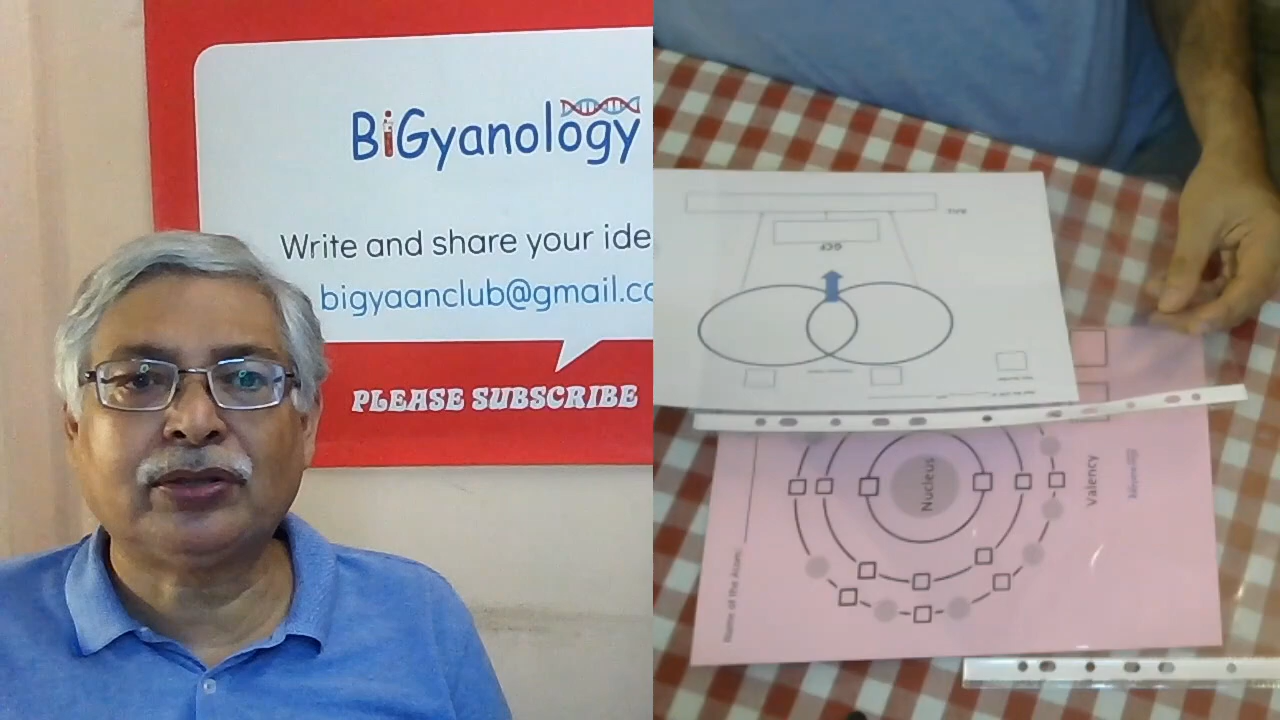 BiGyanology
Write and share your ide
bigyaanclub@gmail.co
PLEASE SUBSCRIBE
GCF
Nucleus
Valency
Name of the Atom: